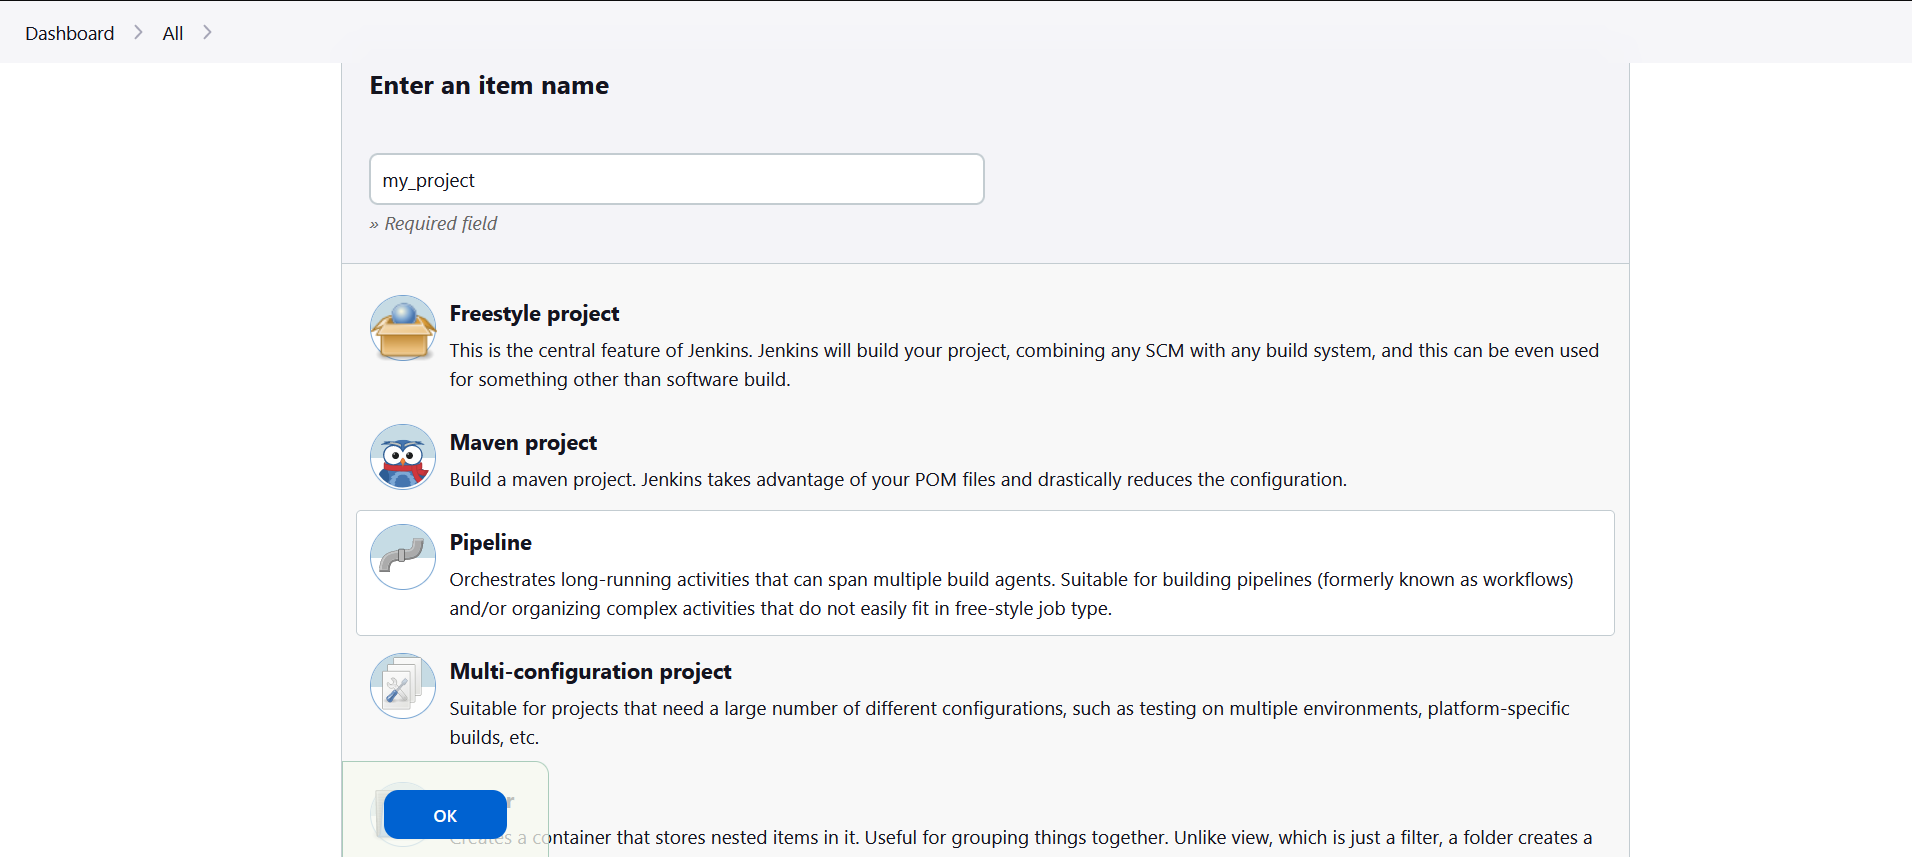 Dashboard
All
Enter an item name
my_project
» Required field
Freestyle project
This is the central feature of Jenkins. Jenkins will build your project, combining any SCM with any build system, and this can be even used
for something other than software build.
Maven project
Build a maven project. Jenkins takes advantage of your POM files and drastically reduces the configuration.
Pipeline
Orchestrates long-running activities that can span multiple build agents. Suitable for building pipelines (formerly known as workflows)
and/or organizing complex activities that do not easily fit in free-style job type.
Multi-configuration project
Suitable for projects that need a large number of different configurations, such as testing on multiple environments, platform-specific
builds, etc.
OK
Creates a container that stores nested items in it. Useful for grouping things together. Unlike view, which is just a filter, a folder creates a